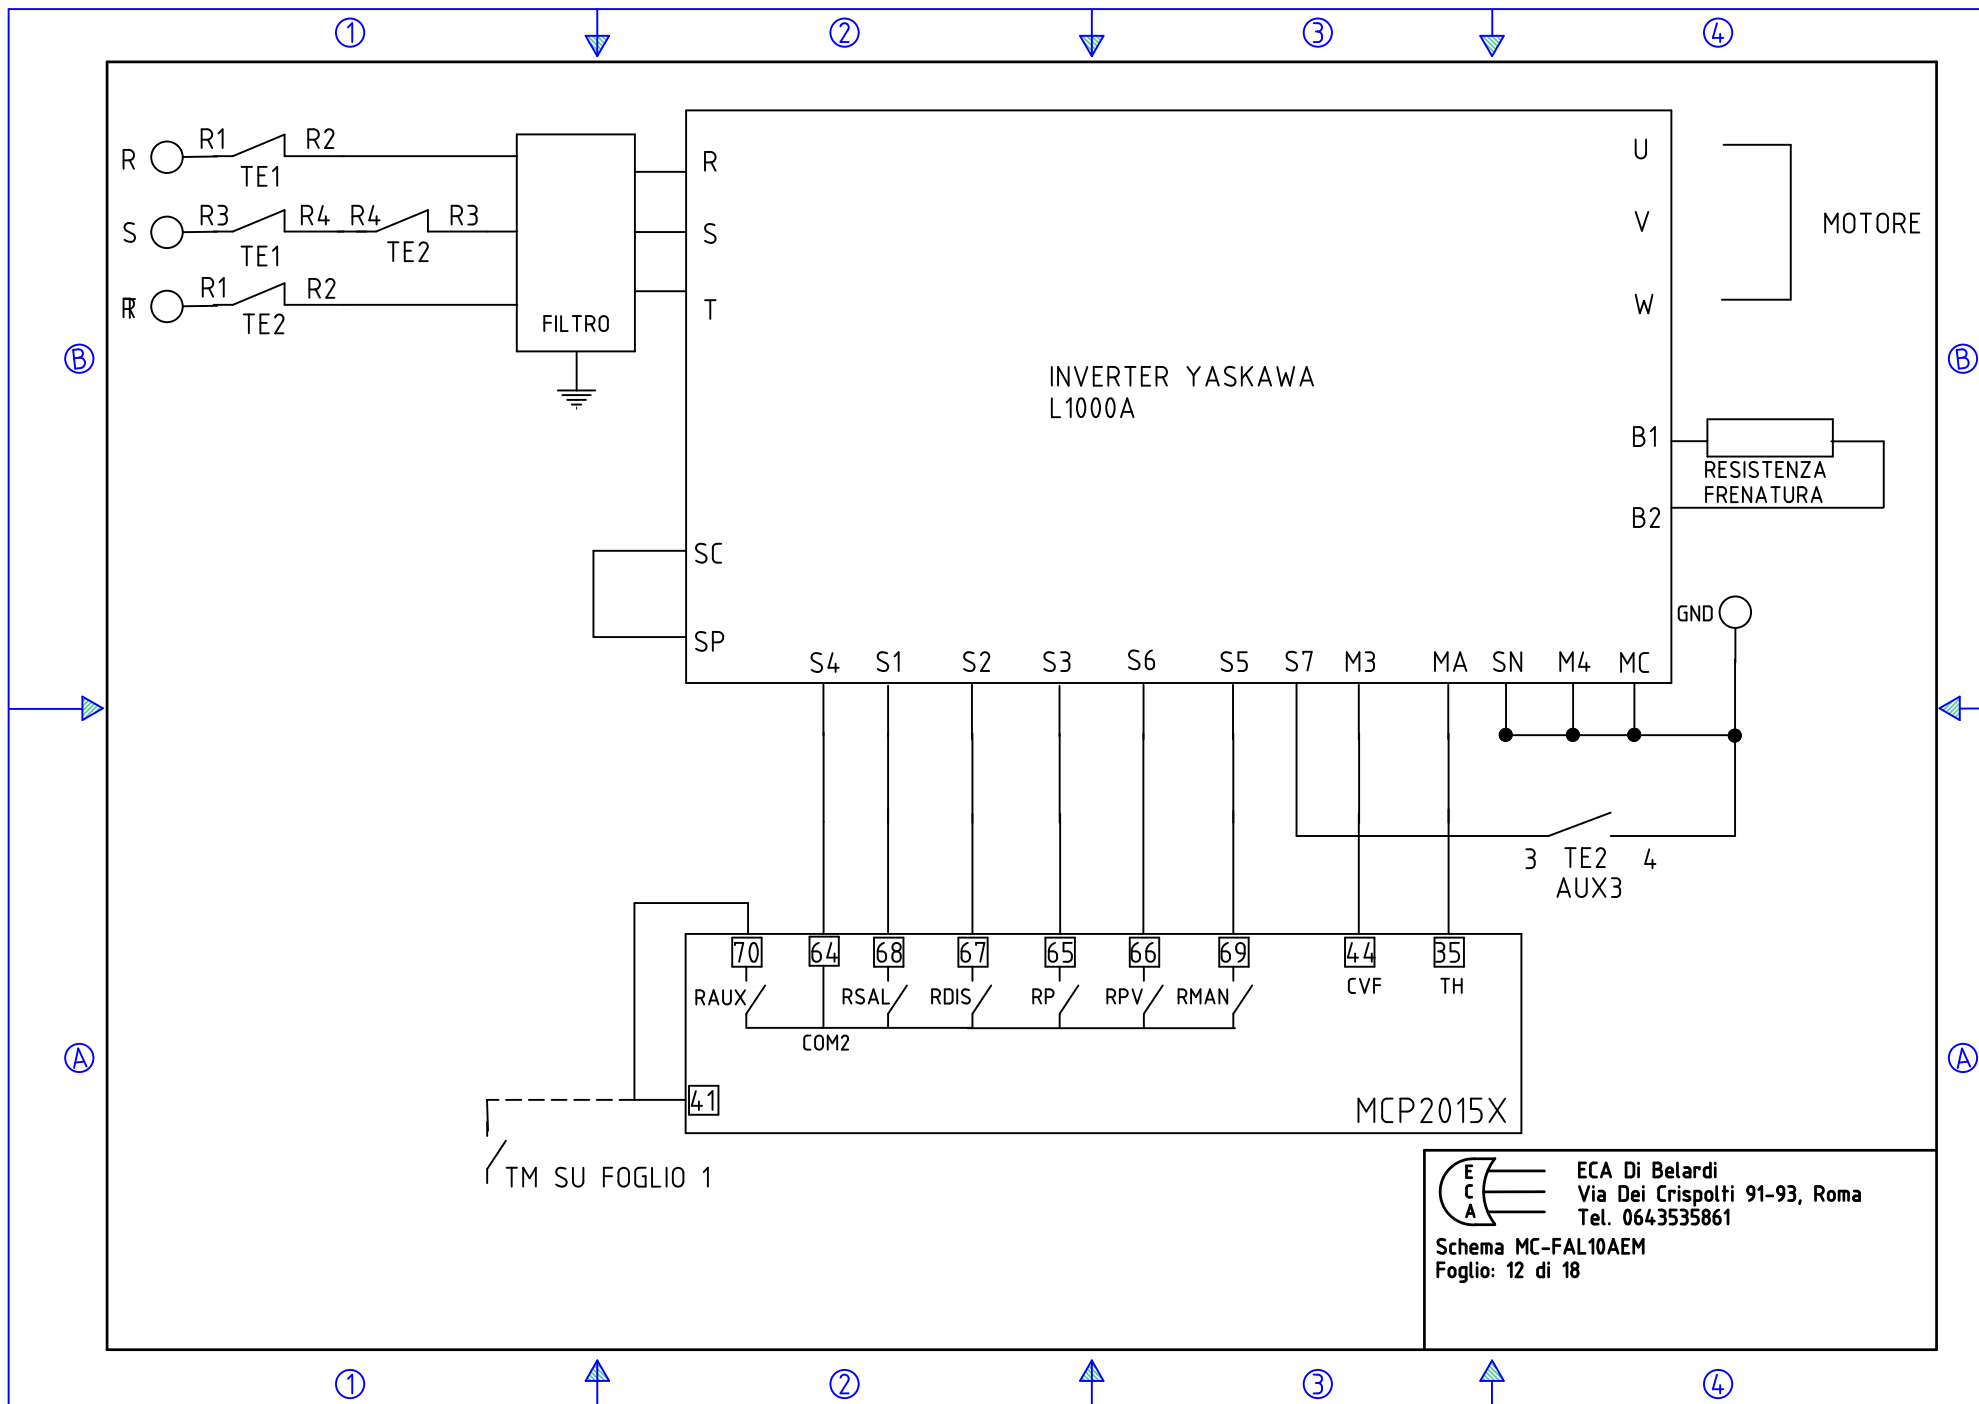 1 2 3 4
R R1 R2
TE1
S R3 R4 R4 R3
TE1 TE2
R1 R2
TE2
FILTRO
R
S
T
U
V
W
MOTORE
INVERTER YASKAWA
L1000A
B B
B1
RESISTENZA
FRENATURA
B2
SC
SP
GND
S4 S1 S2 S3 S6 S5 S7 M3 MA SN M4 MC
3 TE2 4
AUX3
70 64 68 67 65 66 69 44 35
RAUX RSAL RDIS RP RPV RMAN CVF TH
COM2
A A
41
MCP2015X
TM SU FOGLIO 1
E
C
A
ECA Di Belardi
Via Dei Crispolti 91-93, Roma
Tel. 0643535861
Schema MC-FAL10AEM
Foglio: 12 di 18
1 2 3 4